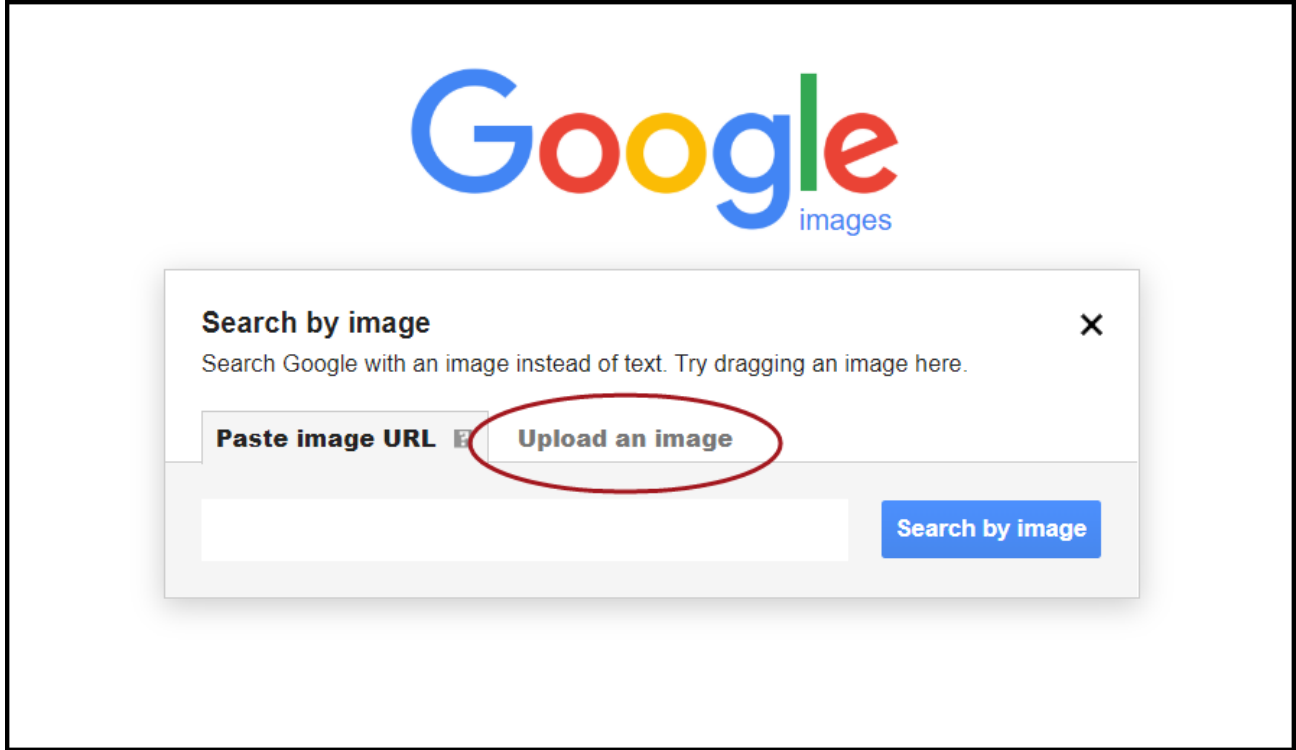 Google
images
Search by image
Search Google with an image instead of text. Try dragging an image here.
Paste image URL
Upload an image
Search by image